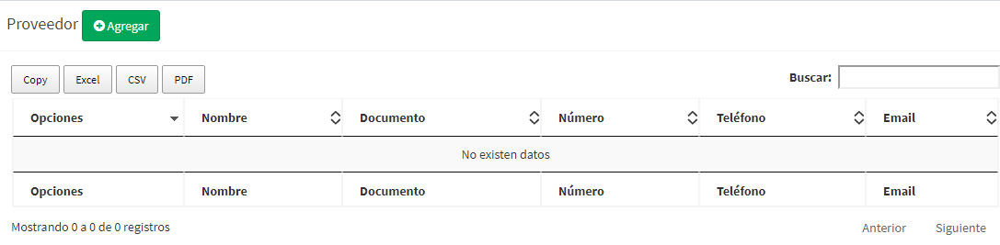 Proveedor Agregar
Copy Excel CSV PDF Buscar:
Opciones Nombre Documento Número Teléfono Email
No existen datos
Opciones Nombre Documento Número Teléfono Email
Mostrando 0 a 0 de 0 registros Anterior Siguiente